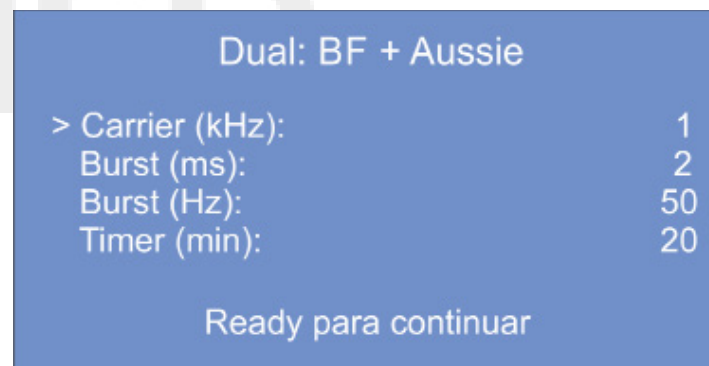 Dual: BF + Aussie
> Carrier (kHz): 1
Burst (ms): 2
Burst (Hz): 50
Timer (min): 20
Ready para continuar